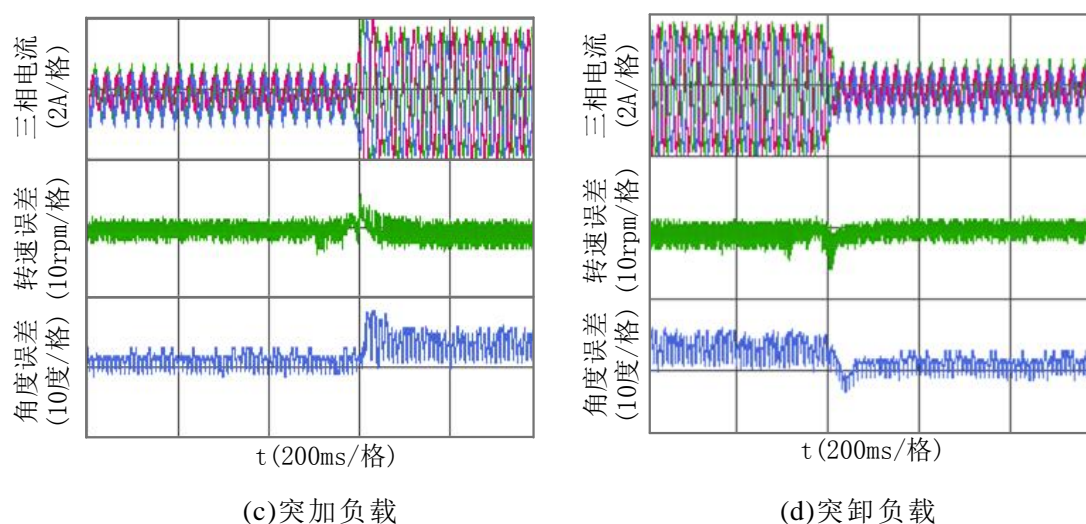 三相电流
(2A/格)
转速误差
(10rpm/格)
角度误差
(10度/格)
t(200ms/格)
(c)突加负载
三相电流
(2A/格)
转速误差
(10rpm/格)
角度误差
(10度/格)
t(200ms/格)
(d)突卸负载